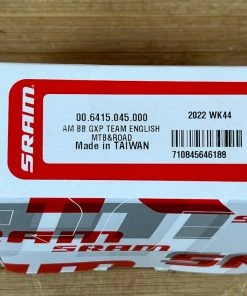 SRAM
00.6415.045.000
AM BB GXP TEAM ENGLISH
MTB&ROAD
Made in TAIWAN
2022 WK44
710845646188
SRAM
SRAM